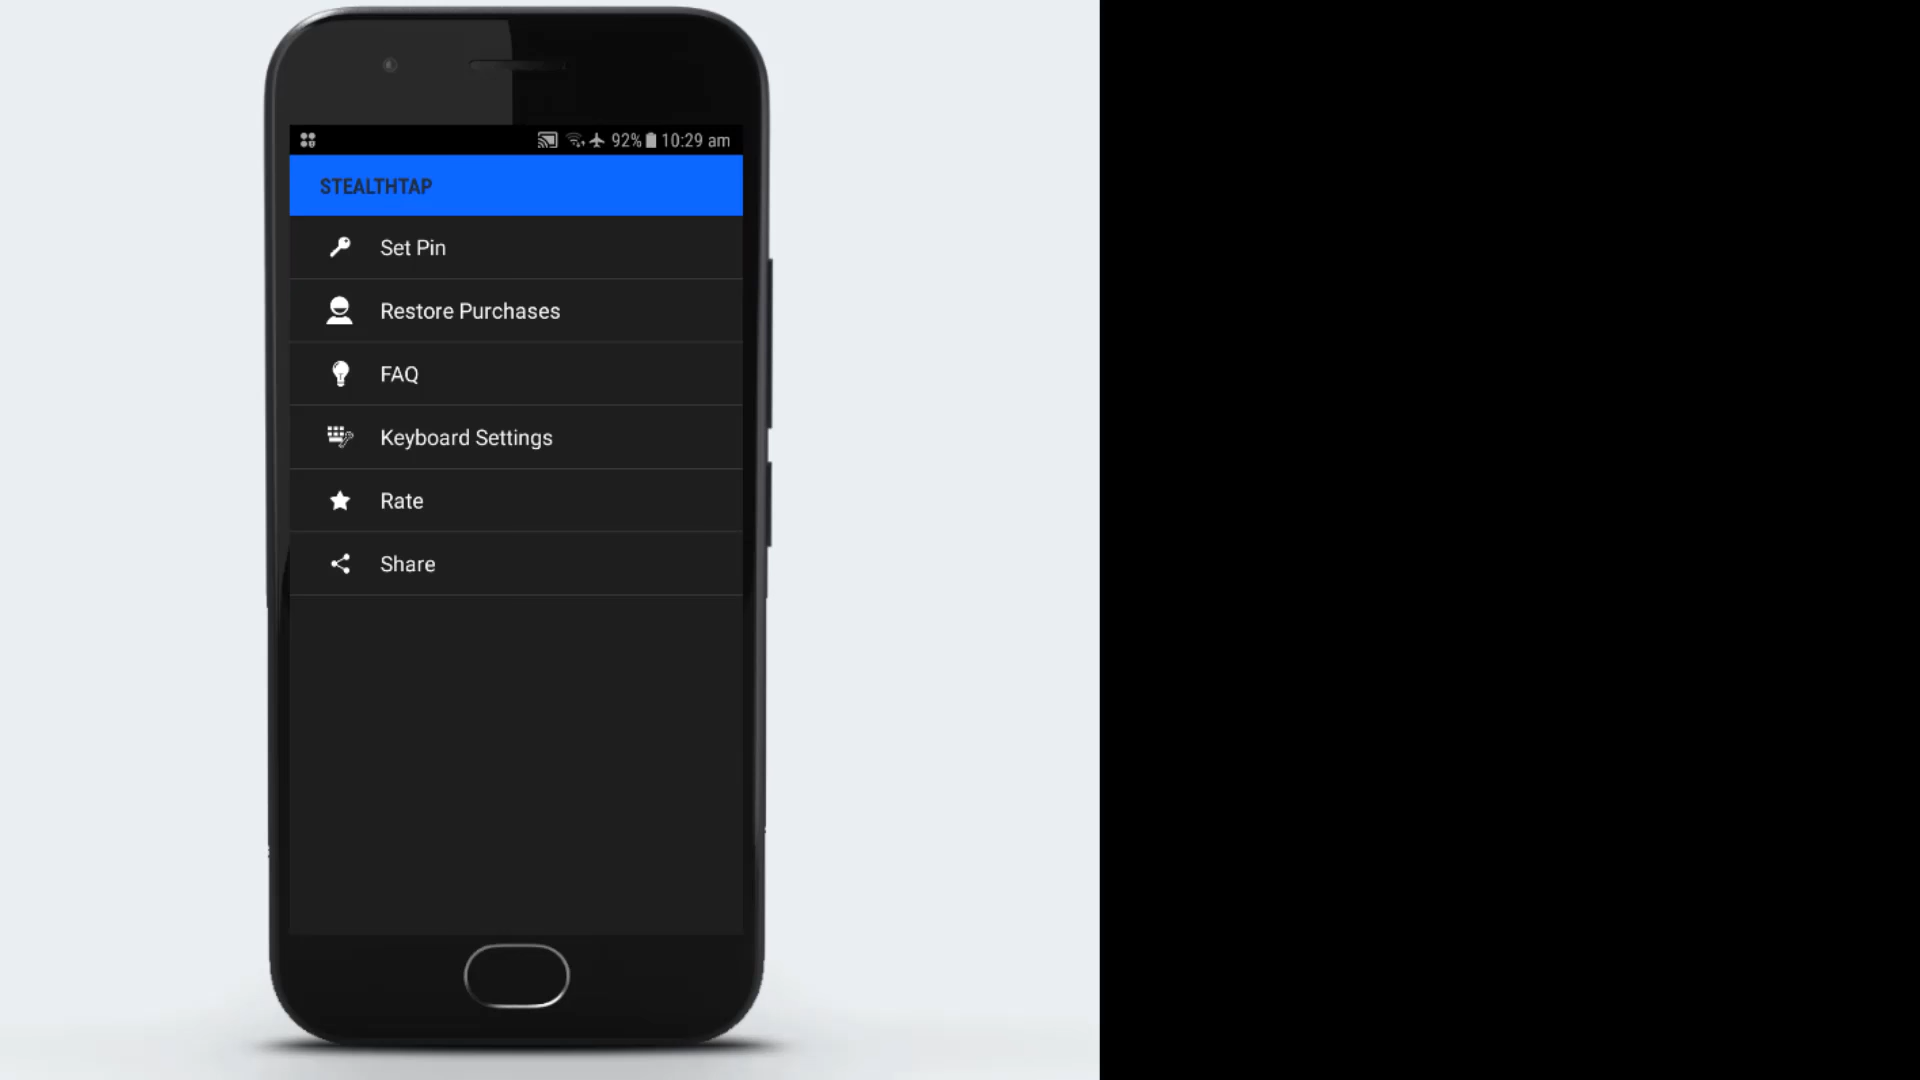 92% 10:29 am
STEALTHTAP
Set Pin
Restore Purchases
FAQ
Keyboard Settings
Rate
Share